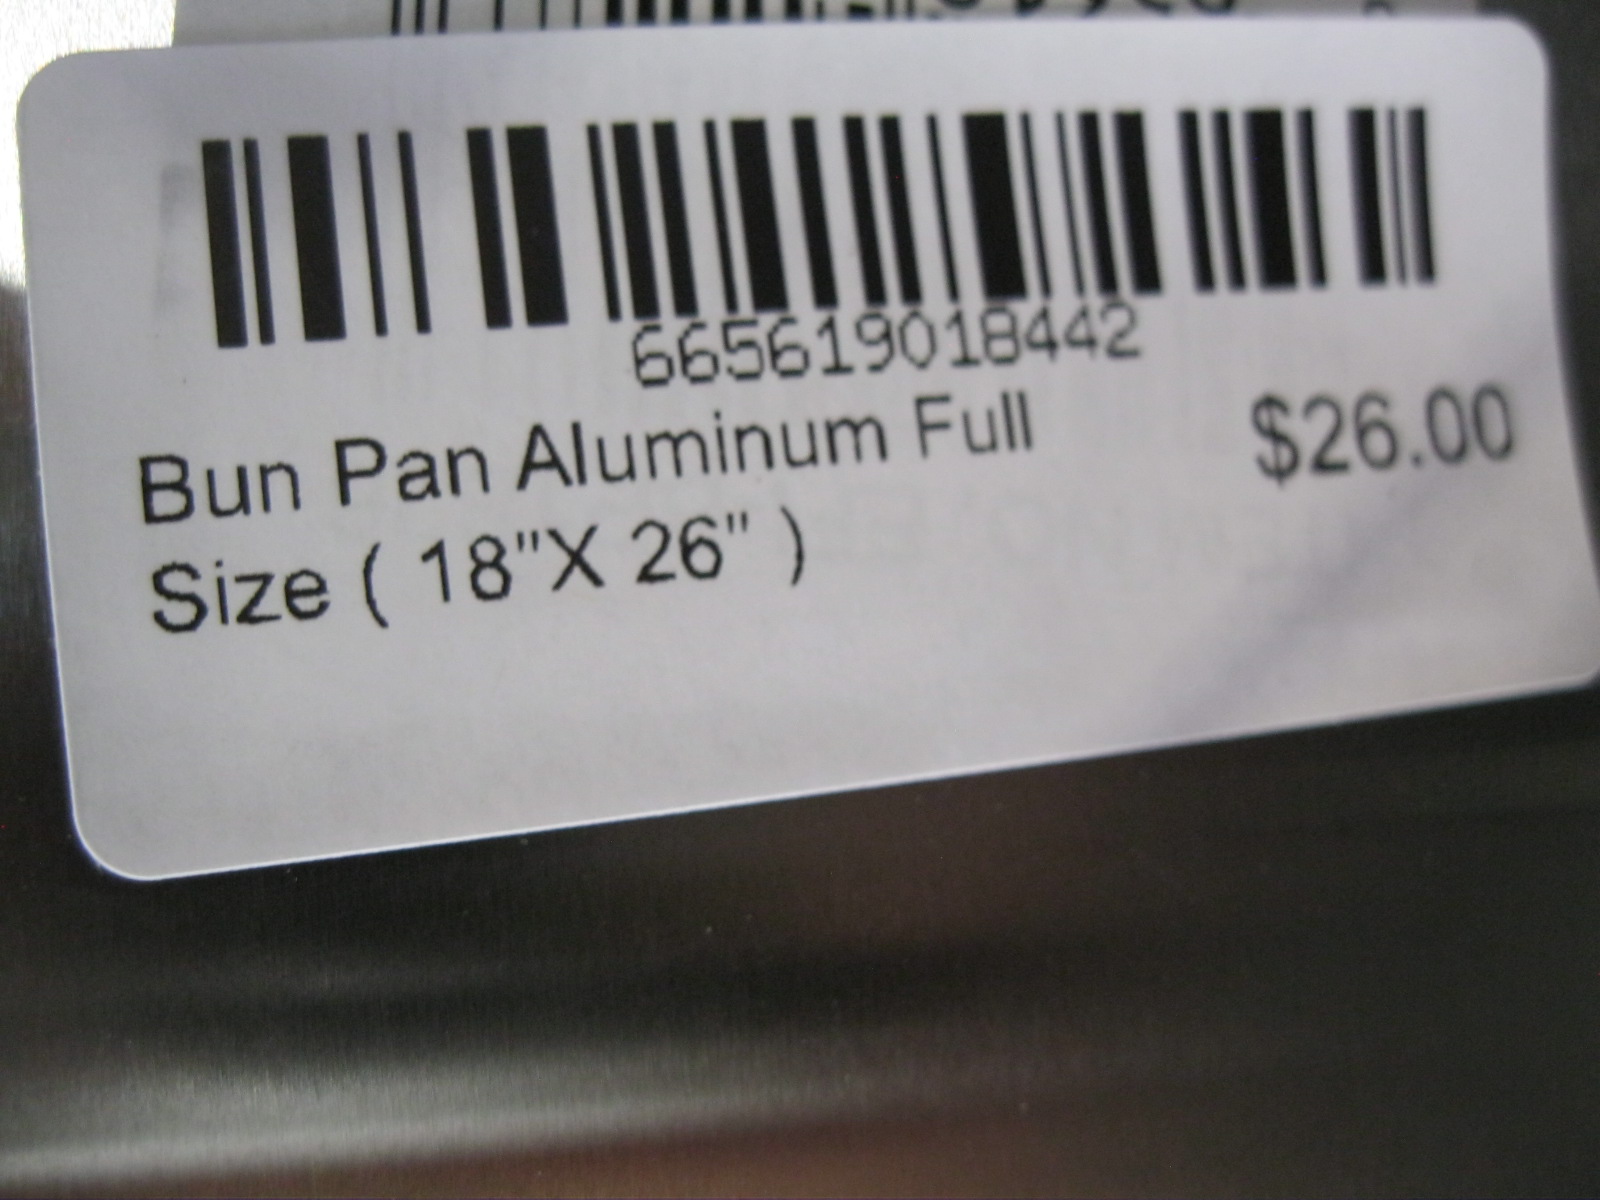 665619018442
Bun Pan Aluminum Full $26.00
Size ( 18"X 26" )